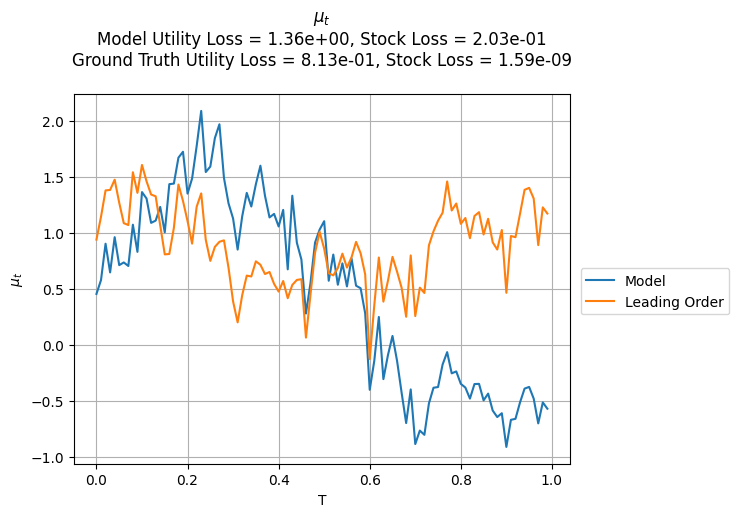 μt
Model Utility Loss = 1.36e+00, Stock Loss = 2.03e-01
Ground Truth Utility Loss = 8.13e-01, Stock Loss = 1.59e-09
2.0
1.5
1.0
0.5
0.0
−0.5
−1.0
μt
0.0 0.2 0.4 0.6 0.8 1.0
T
Model
Leading Order